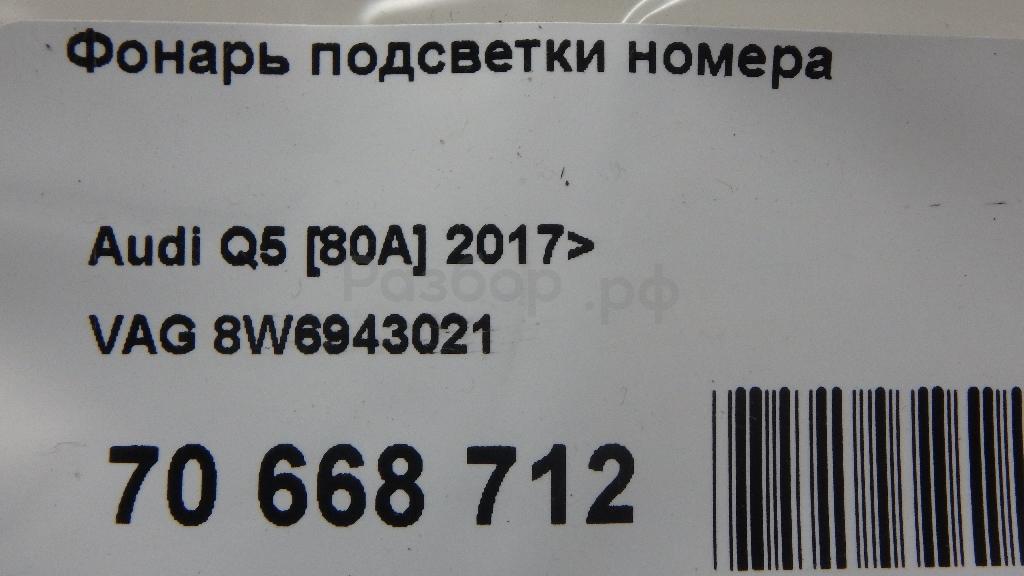 Фонарь подсветки номера
Audi Q5 [80A] 2017>
Разбор.рф
VAG 8W6943021
70 668 712